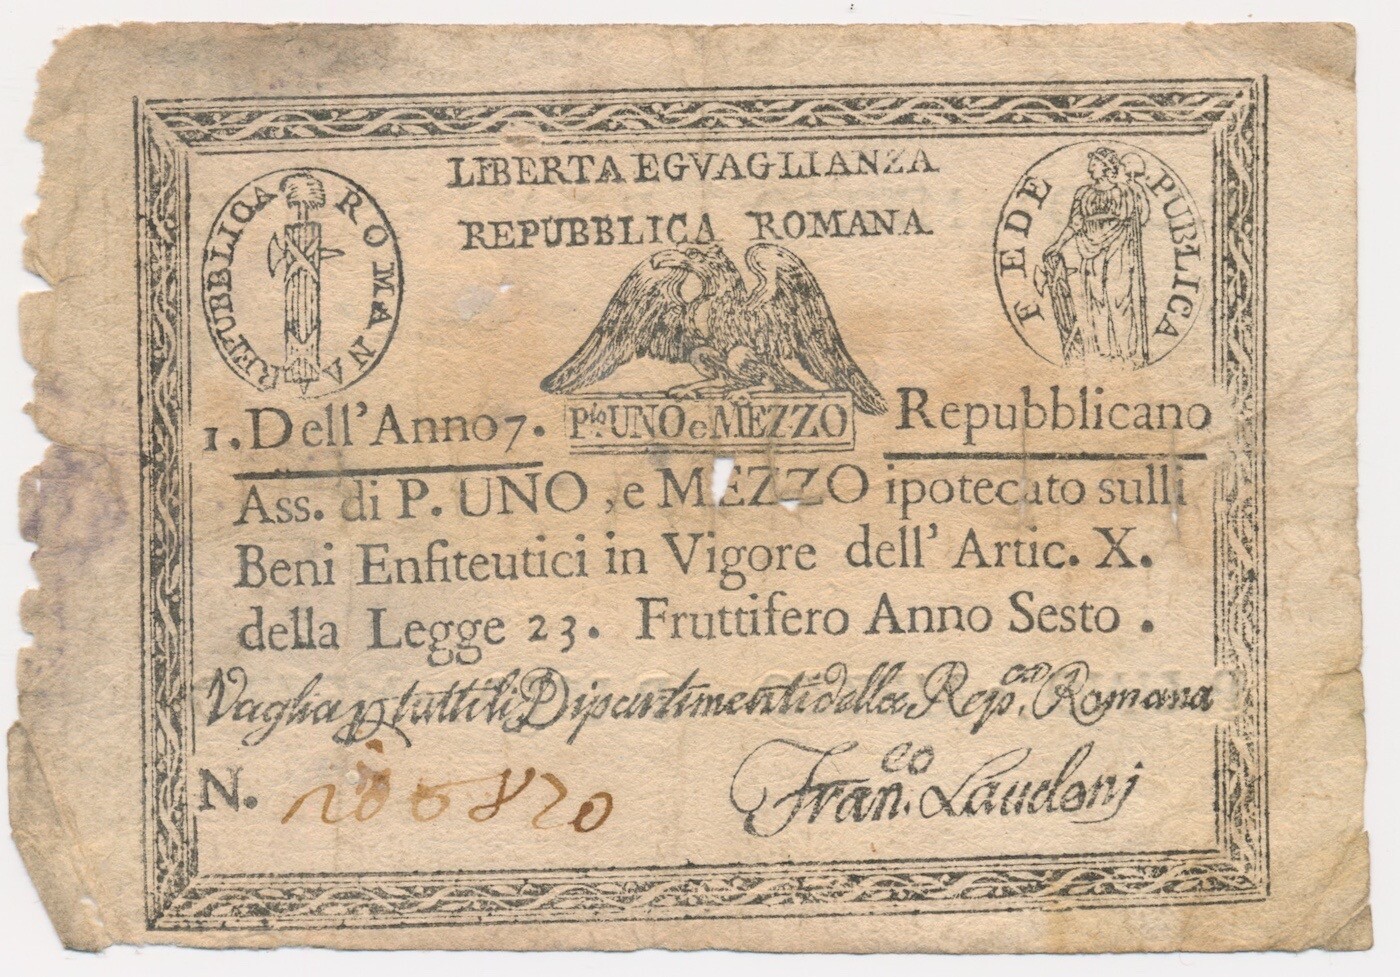 LIBERTA EGVAGLIANZA
REPUBBLICA ROMANA
REPUBBLICA ROMANA
FEDE PUBLICA
1. Dell'Anno 7.
P.to UNO e MEZZO
Repubblicano
Ass. di P. UNO, e MEZZO ipotecato sulli
Beni Enfiteutici in Vigore dell' Artic. X.
della Legge 23. Fruttifero Anno Sesto.
Vaglia p tutti li Dipartimenti della Rep.ca Romana
N.
Fran.co Laudoni